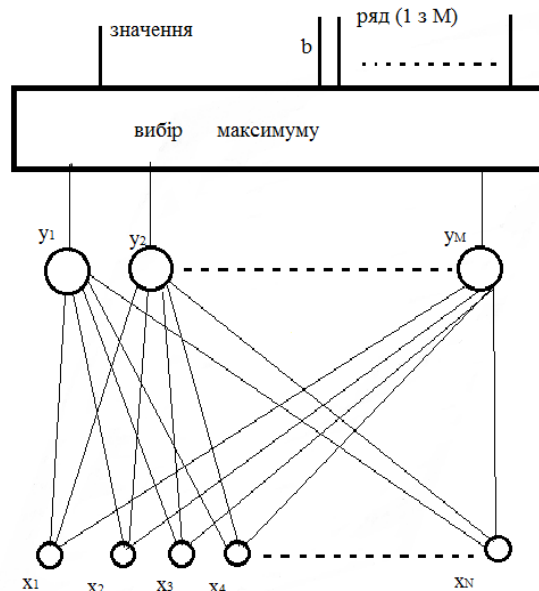 значення
b
ряд (1 з M)
вибір максимуму
y1 y2 yM
x1 x2 x3 x4 xN